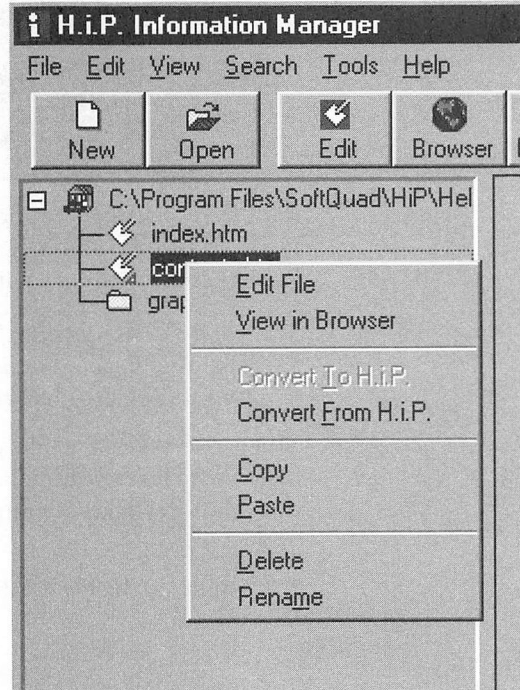 H.i.P. Information Manager
File Edit View Search Tools Help
New Open Edit Browser
C:\Program Files\SoftQuad\HiP\Hel
index.htm
Edit File
View in Browser
Convert To H.i.P.
Convert From H.i.P.
Copy
Paste
Delete
Rename